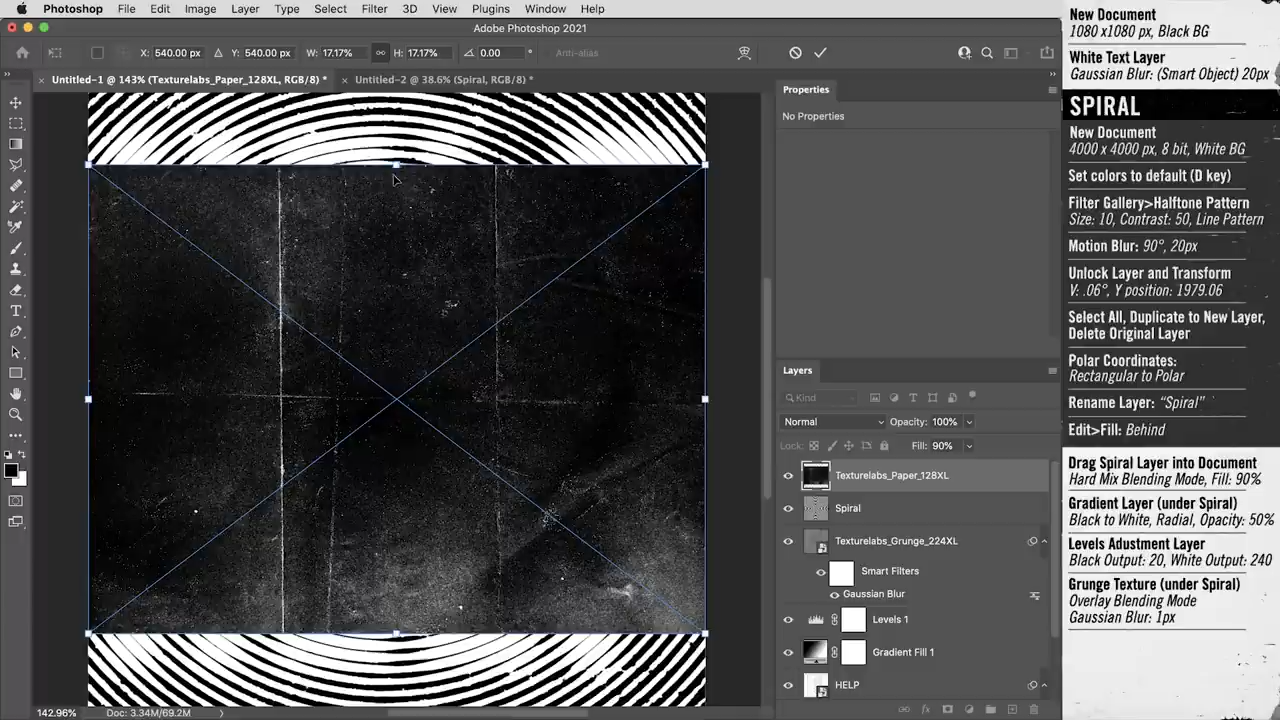 Photoshop File Edit Image Layer Type Select Filter 3D View Plugins Window Help
Adobe Photoshop 2021
X: 540.00 px Y: 540.00 px W: 17.17% H: 17.17% 0.00 ° Anti-alias
Untitled-1 @ 143% (Texturelabs_Paper_128XL, RGB/8) * Untitled-2 @ 38.6% (Spiral, RGB/8) *
Properties
No Properties
Layers
Kind
Normal Opacity: 100%
Lock: Fill: 90%
Texturelabs_Paper_128XL
Spiral
Texturelabs_Grunge_224XL
Smart Filters
Gaussian Blur
Levels 1
Gradient Fill 1
HELP
142.96% Doc: 3.34M/69.2M
New Document
1080 x1080 px, Black BG
White Text Layer
Gaussian Blur: (Smart Object) 20px
SPIRAL
New Document
4000 x 4000 px, 8 bit, White BG
Set colors to default (D key)
Filter Gallery>Halftone Pattern
Size: 10, Contrast: 50, Line Pattern
Motion Blur: 90°, 20px
Unlock Layer and Transform
V: .06°, Y position: 1979.06
Select All, Duplicate to New Layer,
Delete Original Layer
Polar Coordinates:
Rectangular to Polar
Rename Layer: “Spiral”
Edit>Fill: Behind
Drag Spiral Layer into Document
Hard Mix Blending Mode, Fill: 90%
Gradient Layer (under Spiral)
Black to White, Radial, Opacity: 50%
Levels Adustment Layer
Black Output: 20, White Output: 240
Grunge Texture (under Spiral)
Overlay Blending Mode
Gaussian Blur: 1px